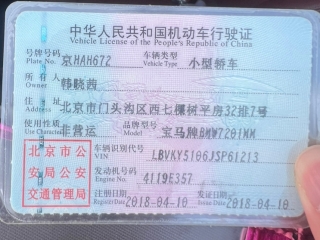 中华人民共和国机动车行驶证
Vehicle License of the People's Republic of China
号牌号码 京HAH672 车辆类型 小型轿车
Plate No. Vehicle Type
所有人 韩晓茜
Owner
住址 北京市门头沟区西七棵树平房32排7号
Address
使用性质 非营运 品牌型号 宝马牌BMW7201WM
Use Character Model
北京市公
安局公安
交通管理局
车辆识别代号 LBVKY5106JSP61213
VIN
发动机号码 4119E357
Engine No.
注册日期 2018-04-10 发证日期 2018-04-10
Register Date Issue Date